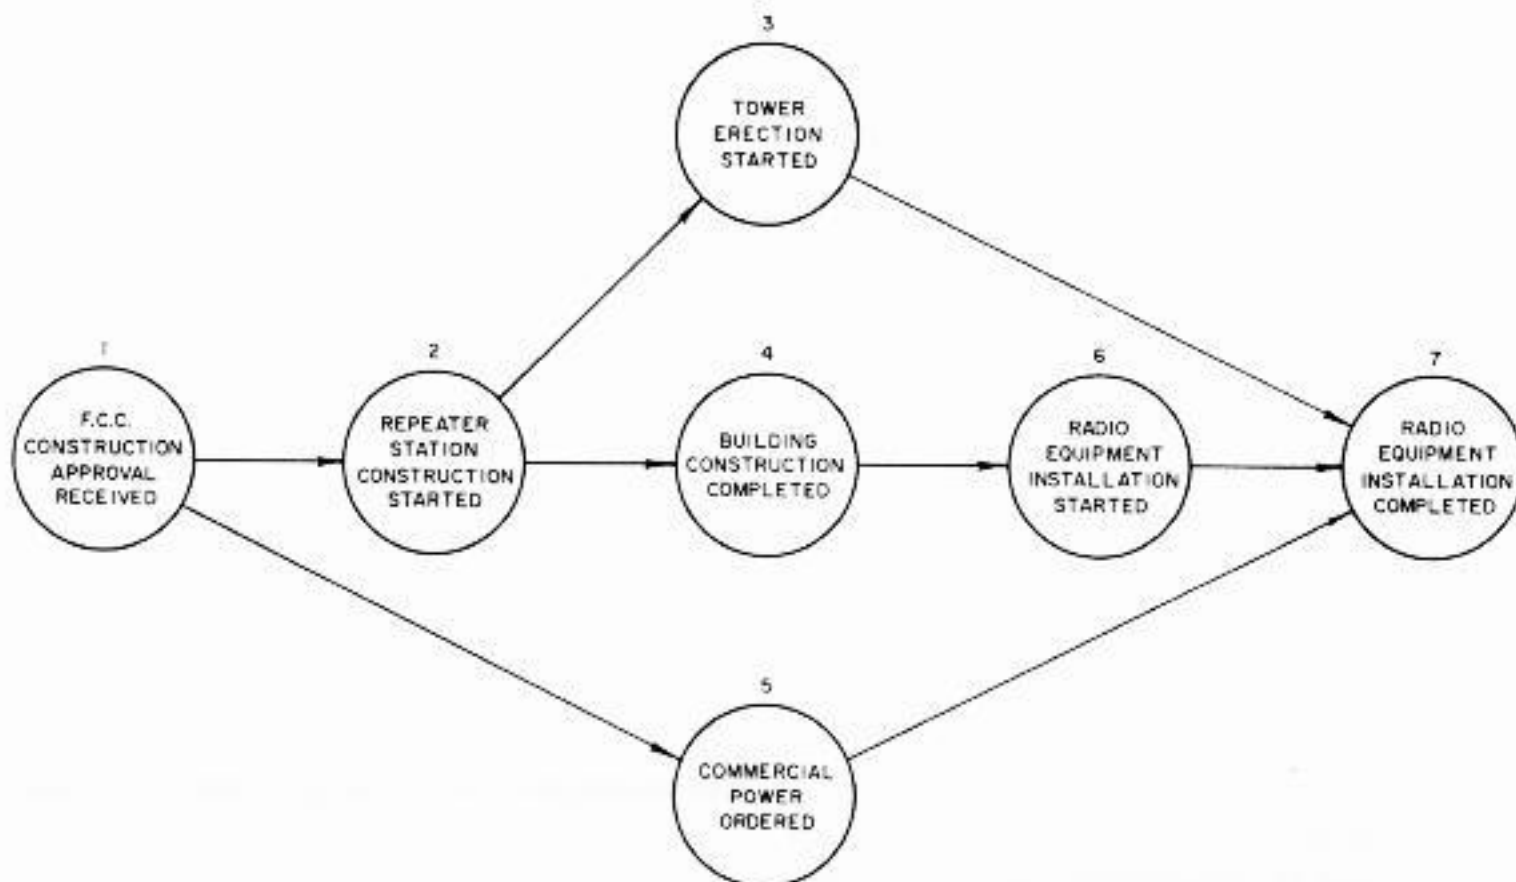 3
TOWER
ERECTION
STARTED
1
F.C.C.
CONSTRUCTION
APPROVAL
RECEIVED
2
REPEATER
STATION
CONSTRUCTION
STARTED
4
BUILDING
CONSTRUCTION
COMPLETED
6
RADIO
EQUIPMENT
INSTALLATION
STARTED
7
RADIO
EQUIPMENT
INSTALLATION
COMPLETED
5
COMMERCIAL
POWER
ORDERED